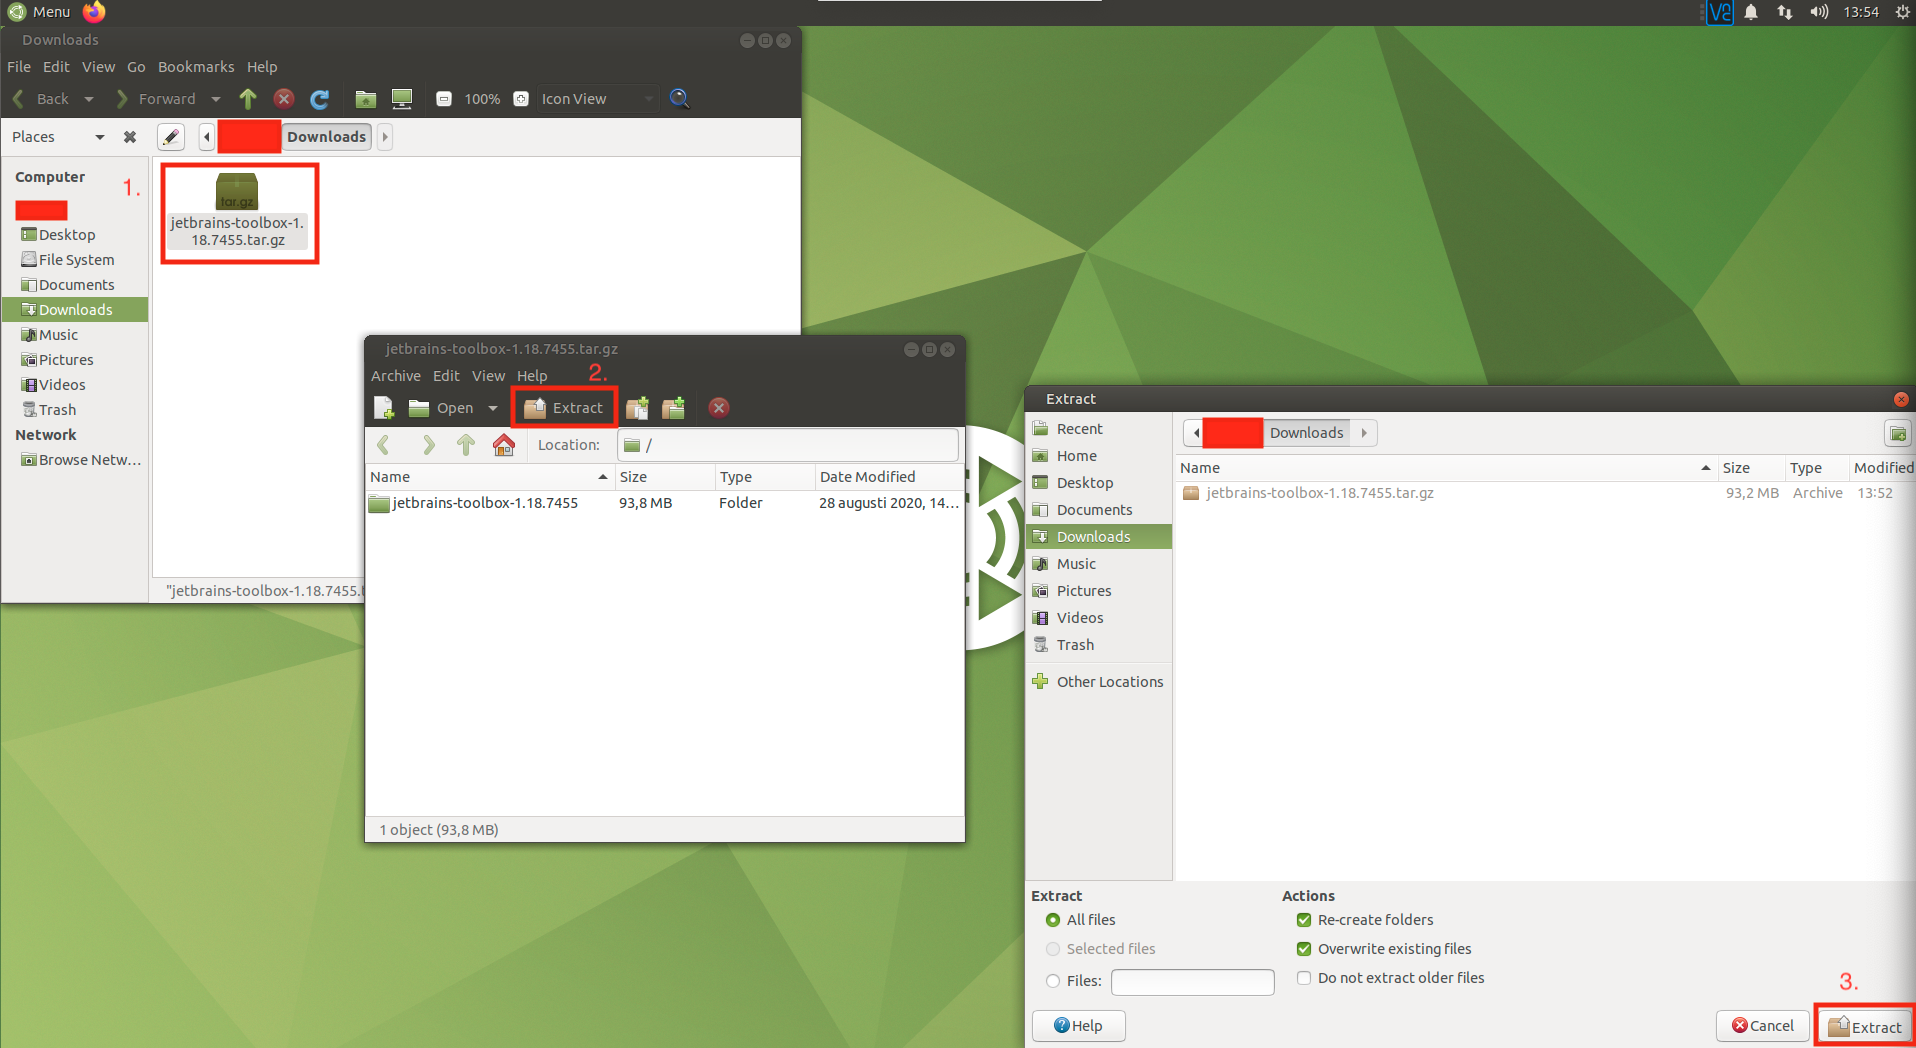 Menu
13:54
Downloads
File Edit View Go Bookmarks Help
Back Forward 100% Icon View
Places Downloads
Computer
1.
tar.gz
jetbrains-toolbox-1.
18.7455.tar.gz
Desktop
File System
Documents
Downloads
Music
Pictures
Videos
Trash
Network
Browse Netw...
"jetbrains-toolbox-1.18.7455.
jetbrains-toolbox-1.18.7455.tar.gz
2.
Archive Edit View Help
Open Extract
Location: /
Name Size Type Date Modified
jetbrains-toolbox-1.18.7455 93,8 MB Folder 28 augusti 2020, 14...
1 object (93,8 MB)
Extract
Recent
Home
Desktop
Documents
Downloads
Music
Pictures
Videos
Trash
Other Locations
Downloads
Name Size Type Modified
jetbrains-toolbox-1.18.7455.tar.gz 93,2 MB Archive 13:52
Extract
All files
Selected files
Files:
Actions
Re-create folders
Overwrite existing files
Do not extract older files
3.
Help Cancel Extract